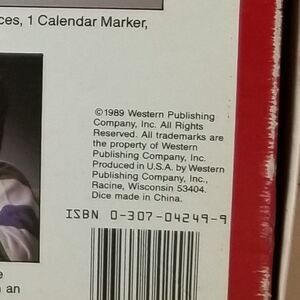 ces, 1 Calendar Marker,
©1989 Western Publishing
Company, Inc. All Rights
Reserved. All trademarks are
the property of Western
Publishing Company, Inc.
Produced in U.S.A. by Western
Publishing Company, Inc.,
Racine, Wisconsin 53404.
Dice made in China.
ISBN 0-307-04249-9
e
an